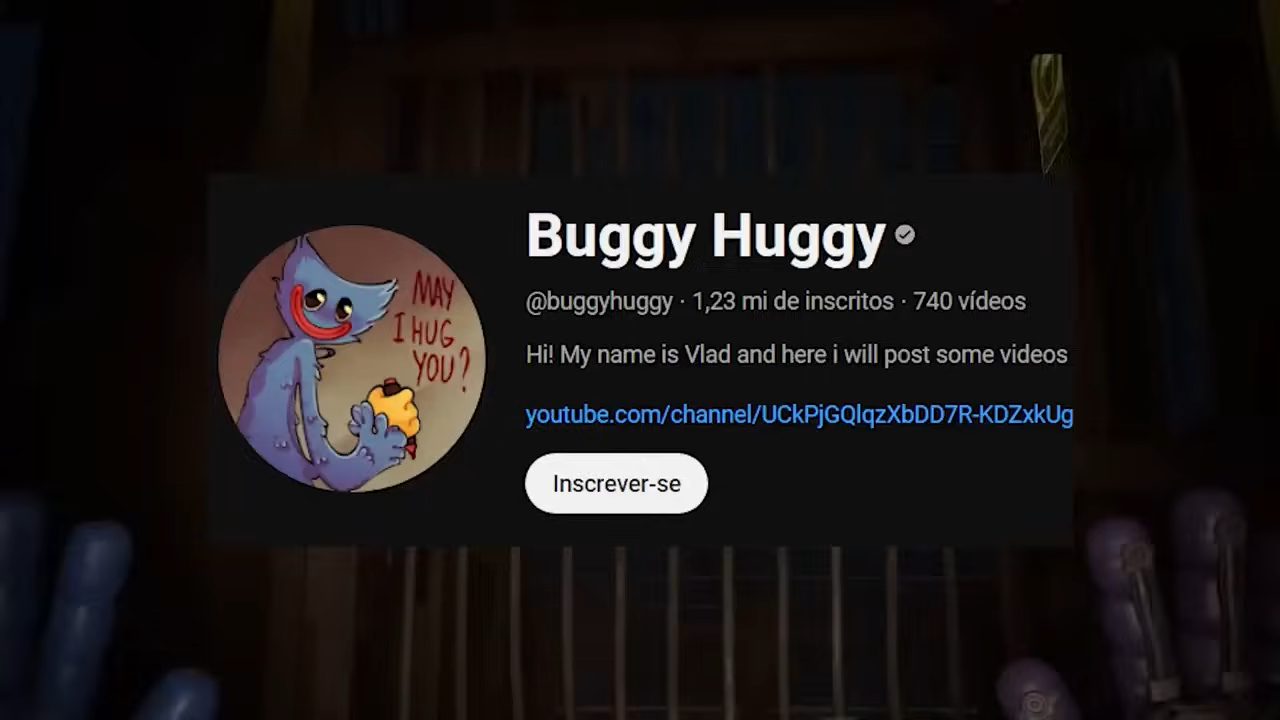 MAY
I HUG
YOU?
Buggy Huggy
@buggyhuggy · 1,23 mi de inscritos · 740 vídeos
Hi! My name is Vlad and here i will post some videos
youtube.com/channel/UCkPjGQlqzXbDD7R-KDZxkUg
Inscrever-se